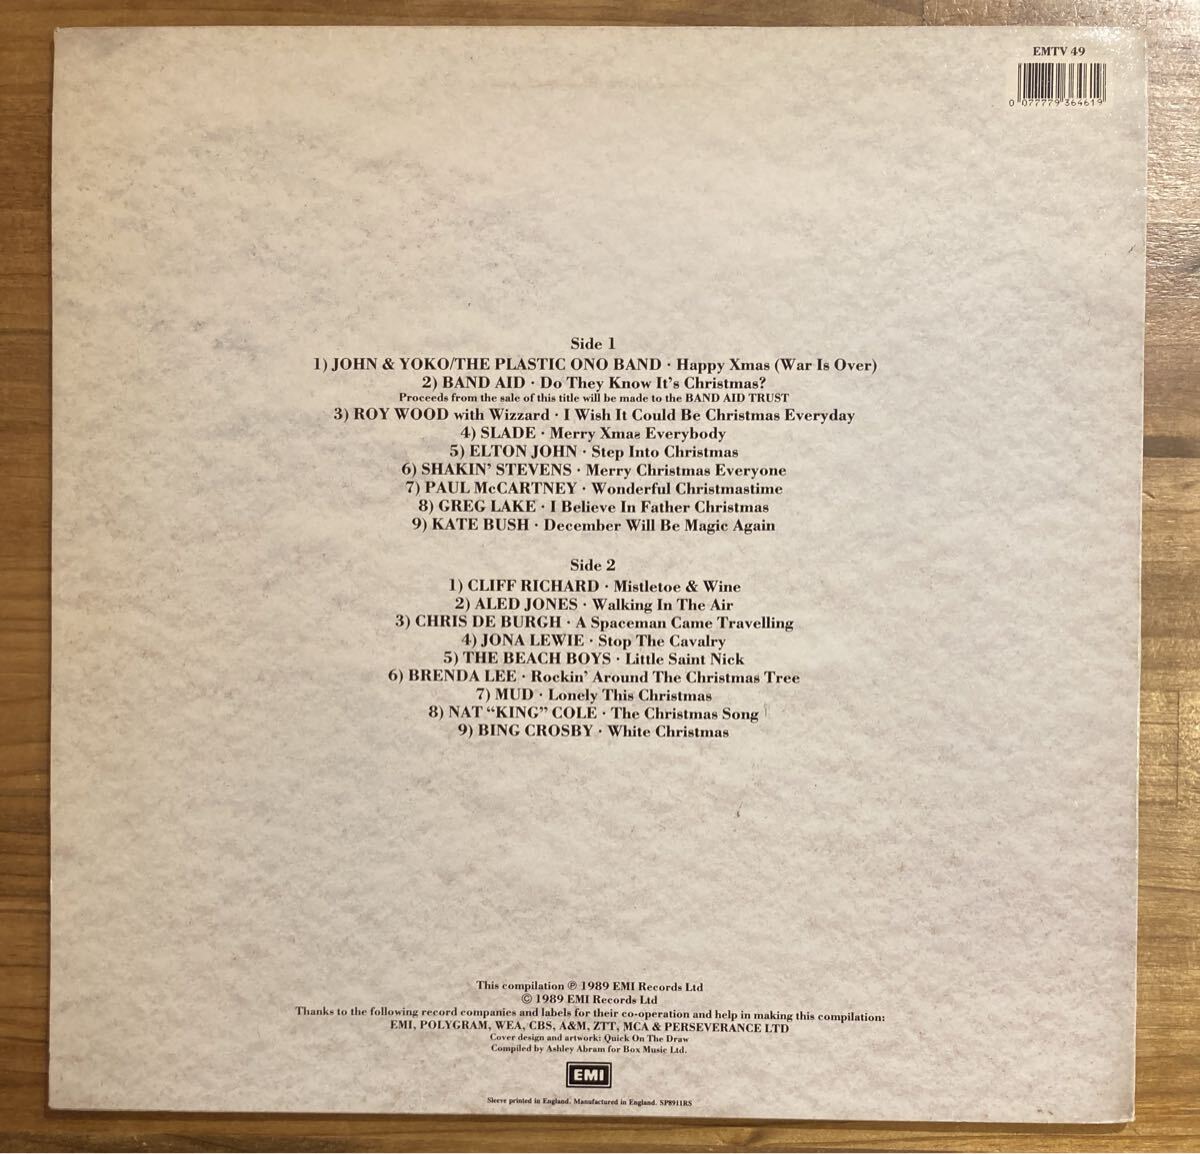 EMTV 49
0 077779 364619
Side 1
1) JOHN & YOKO/THE PLASTIC ONO BAND · Happy Xmas (War Is Over)
2) BAND AID · Do They Know It's Christmas?
Proceeds from the sale of this title will be made to the BAND AID TRUST
3) ROY WOOD with Wizzard · I Wish It Could Be Christmas Everyday
4) SLADE · Merry Xmas Everybody
5) ELTON JOHN · Step Into Christmas
6) SHAKIN' STEVENS · Merry Christmas Everyone
7) PAUL McCARTNEY · Wonderful Christmastime
8) GREG LAKE · I Believe In Father Christmas
9) KATE BUSH · December Will Be Magic Again
Side 2
1) CLIFF RICHARD · Mistletoe & Wine
2) ALED JONES · Walking In The Air
3) CHRIS DE BURGH · A Spaceman Came Travelling
4) JONA LEWIE · Stop The Cavalry
5) THE BEACH BOYS · Little Saint Nick
6) BRENDA LEE · Rockin' Around The Christmas Tree
7) MUD · Lonely This Christmas
8) NAT “KING” COLE · The Christmas Song
9) BING CROSBY · White Christmas
This compilation ℗ 1989 EMI Records Ltd
© 1989 EMI Records Ltd
Thanks to the following record companies and labels for their co-operation and help in making this compilation:
EMI, POLYGRAM, WEA, CBS, A&M, ZTT, MCA & PERSEVERANCE LTD
Cover design and artwork: Quick On The Draw
Compiled by Ashley Abram for Box Music Ltd.
EMI
Sleeve printed in England. Manufactured in England. SP8911RS